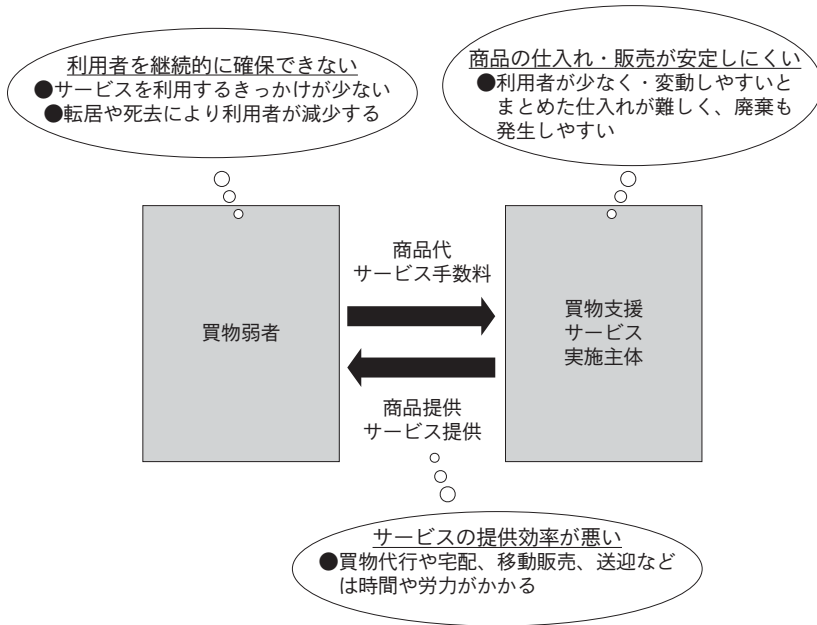 利用者を継続的に確保できない
●サービスを利用するきっかけが少ない
●転居や死去により利用者が減少する
商品の仕入れ・販売が安定しにくい
●利用者が少なく・変動しやすいと
まとめた仕入れが難しく、廃棄も
発生しやすい
商品代
サービス手数料
買物弱者
買物支援
サービス
実施主体
商品提供
サービス提供
サービスの提供効率が悪い
●買物代行や宅配、移動販売、送迎など
は時間や労力がかかる